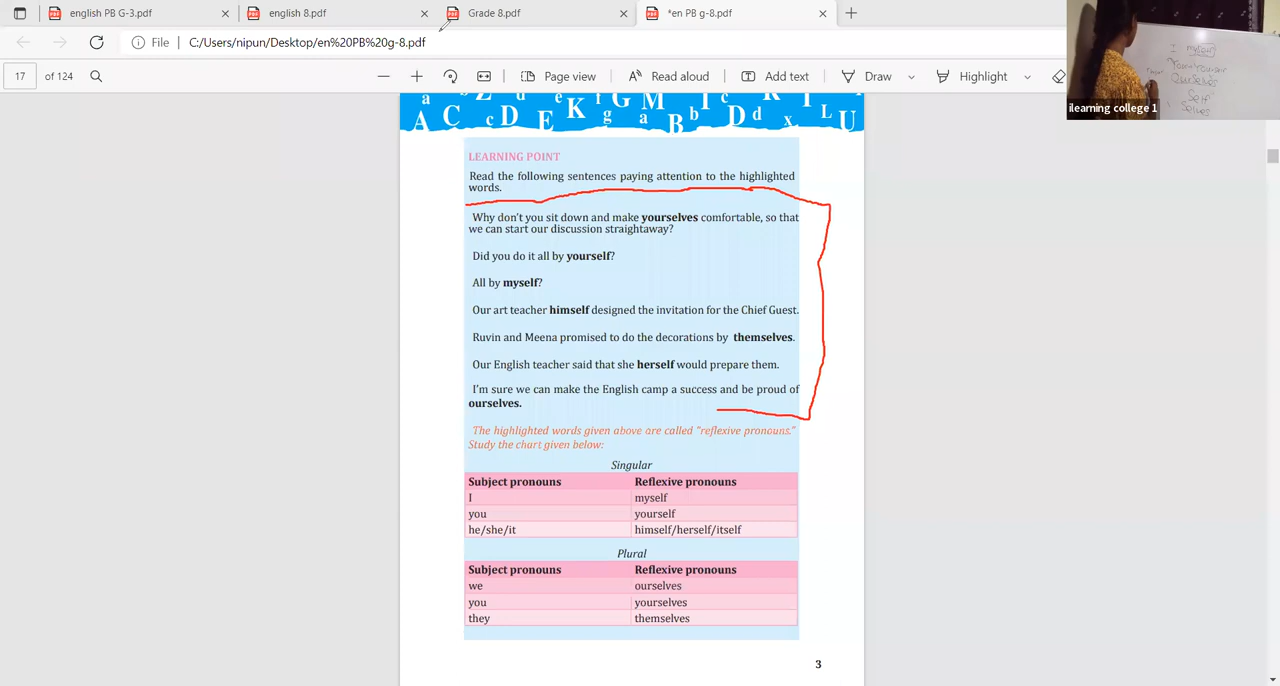 english PB G-3.pdf
english 8.pdf
Grade 8.pdf
*en PB g-8.pdf
File C:/Users/nipun/Desktop/en%20PB%20g-8.pdf
17 of 124
Page view
Read aloud
Add text
Draw
Highlight
I myself
Ourselves
Self
Selves
ilearning college 1
a C c D E e K f g G a M B b I c D d x I L U
LEARNING POINT
Read the following sentences paying attention to the highlighted
words.
Why don't you sit down and make yourselves comfortable, so that
we can start our discussion straightaway?
Did you do it all by yourself?
All by myself?
Our art teacher himself designed the invitation for the Chief Guest.
Ruvin and Meena promised to do the decorations by themselves.
Our English teacher said that she herself would prepare them.
I'm sure we can make the English camp a success and be proud of
ourselves.
The highlighted words given above are called "reflexive pronouns."
Study the chart given below:
Singular
Subject pronouns Reflexive pronouns
I myself
you yourself
he/she/it himself/herself/itself
Plural
Subject pronouns Reflexive pronouns
we ourselves
you yourselves
they themselves
3